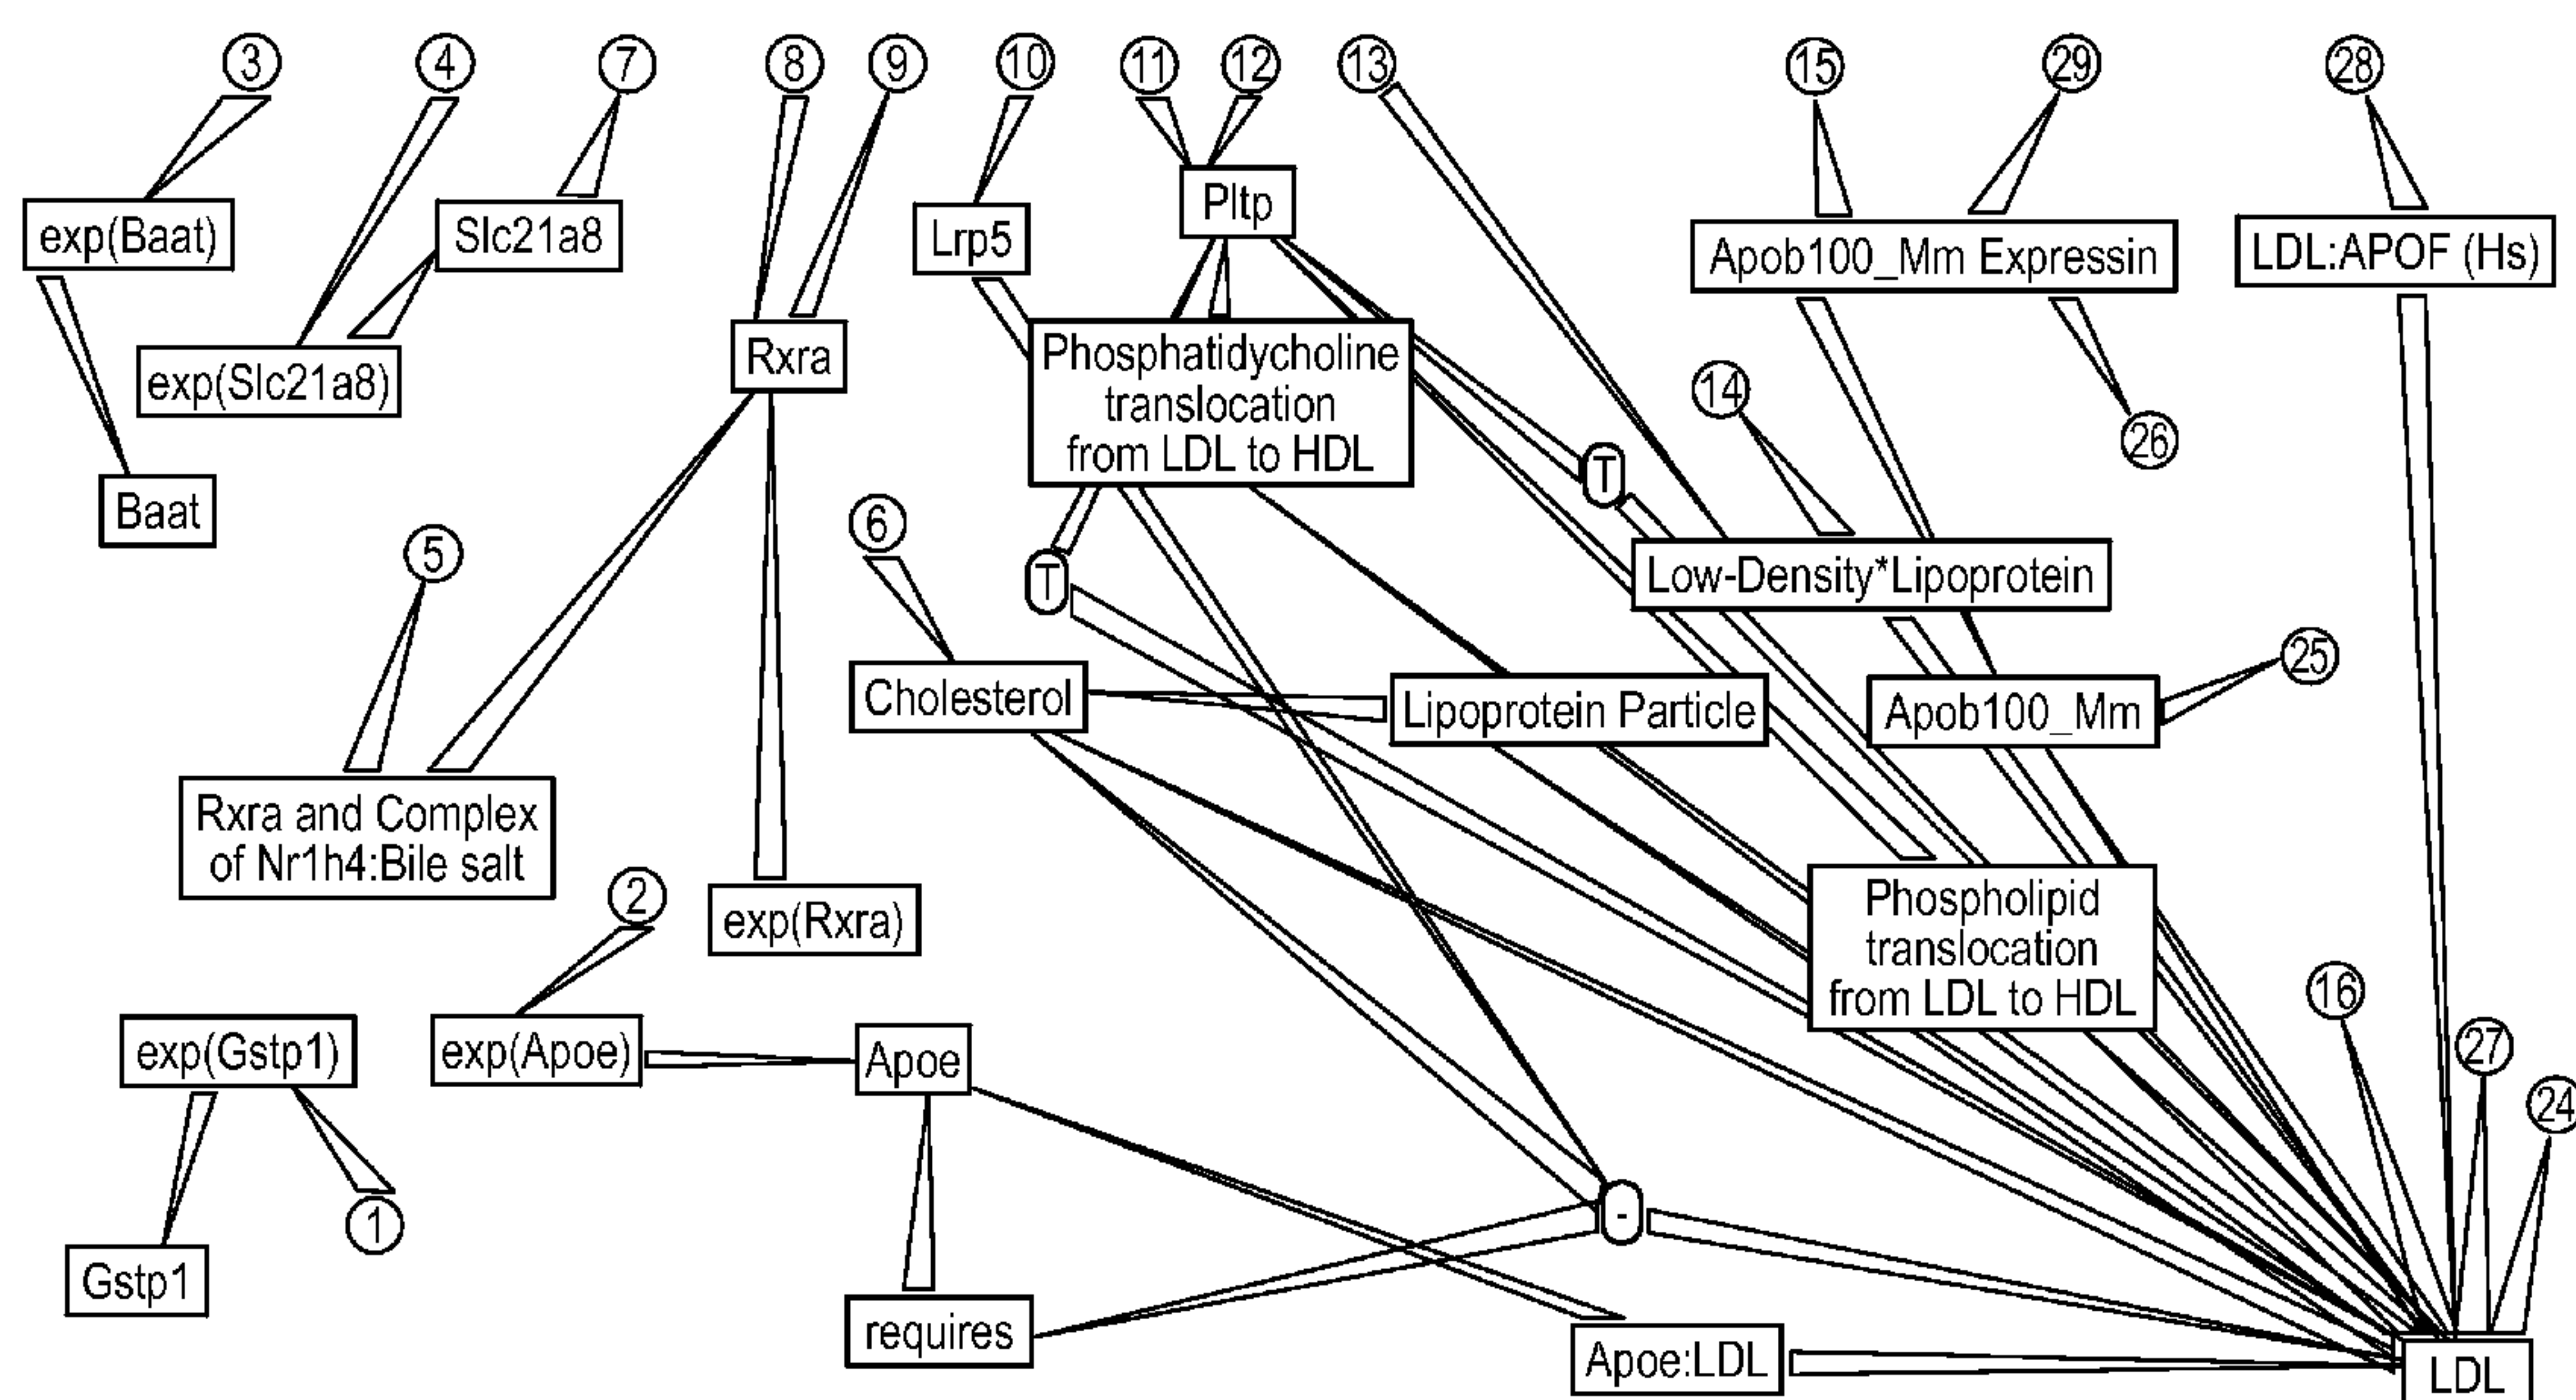 3
4
7
8
9
10
11
12
13
15
29
28
exp(Baat)
Slc21a8
Lrp5
Pltp
Apob100_Mm Expressin
LDL:APOF (Hs)
exp(Slc21a8)
Rxra
Phosphatidycholine
translocation
from LDL to HDL
14
26
Baat
5
6
T
T
Low-Density*Lipoprotein
Cholesterol
Lipoprotein Particle
Apob100_Mm
25
Rxra and Complex
of Nr1h4:Bile salt
2
exp(Rxra)
Phospholipid
translocation
from LDL to HDL
16
27
24
exp(Gstp1)
exp(Apoe)
Apoe
1
-
Gstp1
requires
Apoe:LDL
LDL